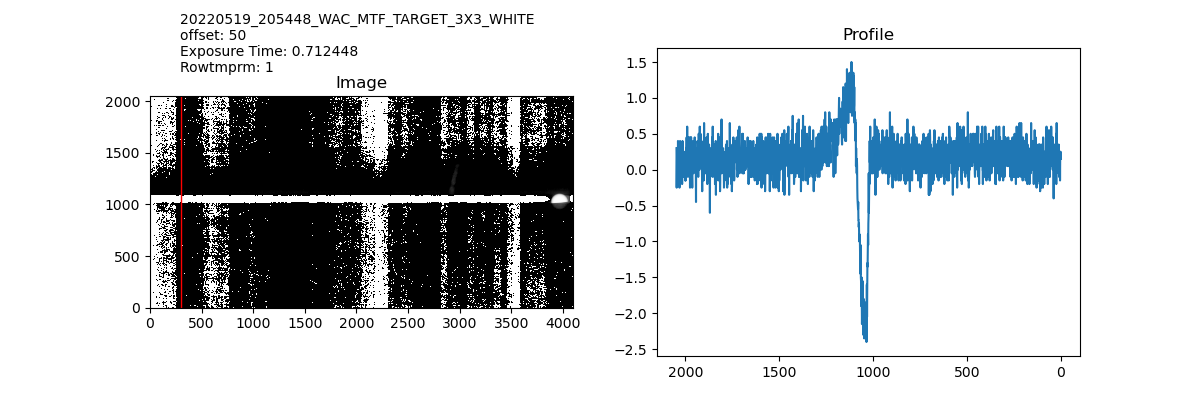 20220519_205448_WAC_MTF_TARGET_3X3_WHITE
offset: 50
Exposure Time: 0.712448
Rowtmprm: 1
Image
2000
1500
1000
500
0
0 500 1000 1500 2000 2500 3000 3500 4000
Profile
1.5
1.0
0.5
0.0
−0.5
−1.0
−1.5
−2.0
−2.5
2000 1500 1000 500 0